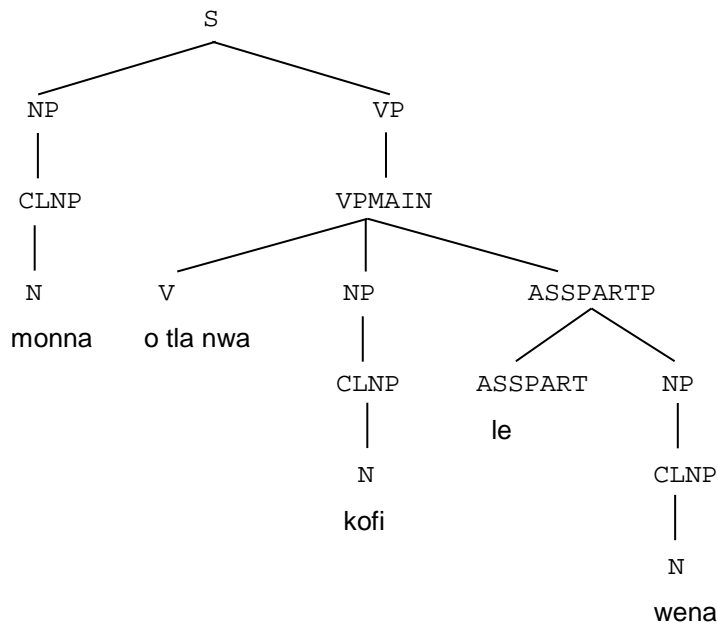 S
NP VP
CLNP VPMAIN
N V NP ASSPARTP
monna o tla nwa
CLNP ASSPART NP
le
N CLNP
kofi
N
wena